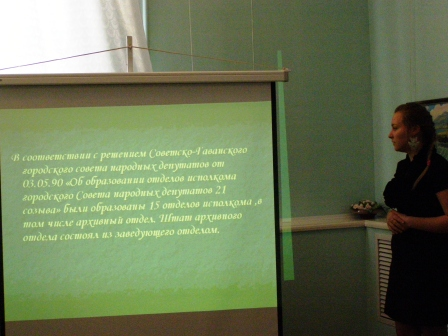 В соответствии с решением Советско-Гаванского
городского совета народных депутатов от
03.05.90 «Об образовании отделов исполкома
городского Совета народных депутатов 21
созыва» были образованы 15 отделов исполкома ,в
том числе архивный отдел. Штат архивного
отдела состоял из заведующего отделом.